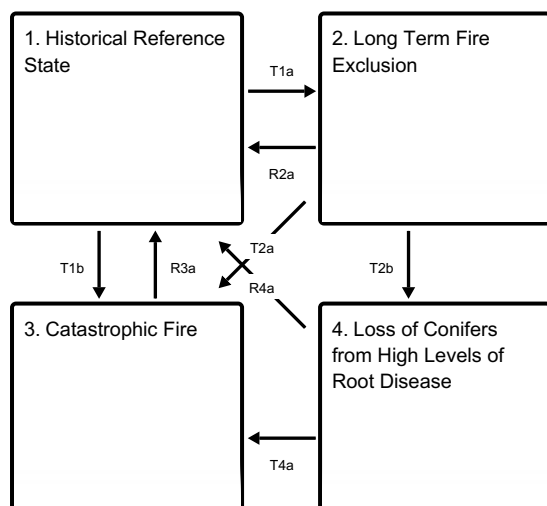 1. Historical Reference
State
2. Long Term Fire
Exclusion
T1a
R2a
T1b
R3a
T2a
R4a
T2b
3. Catastrophic Fire
4. Loss of Conifers
from High Levels of
Root Disease
T4a